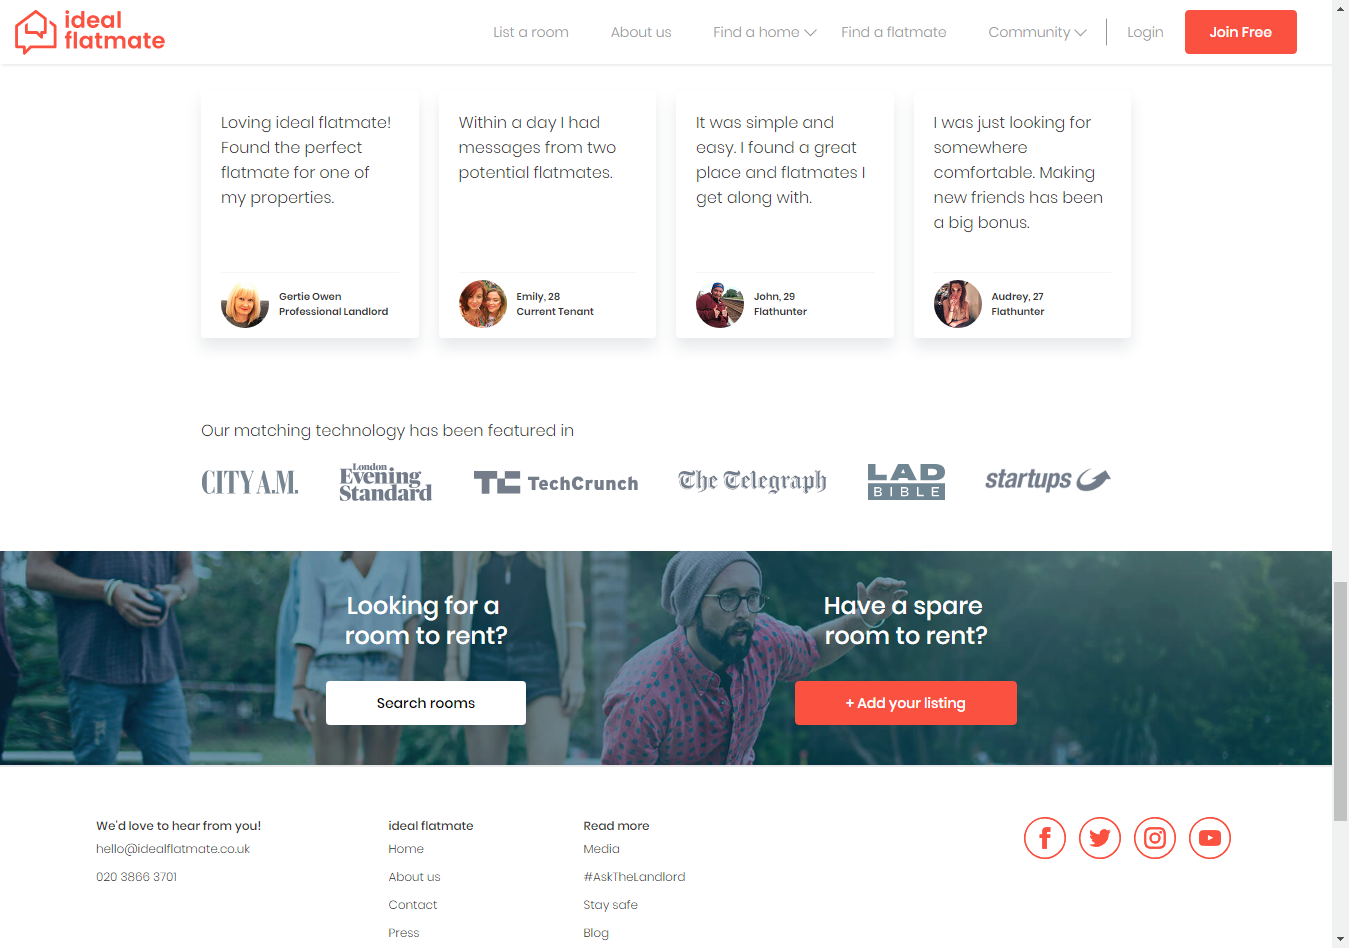 ideal
flatmate
List a room
About us
Find a home
Find a flatmate
Community
Login
Join Free
Loving ideal flatmate!
Found the perfect
flatmate for one of
my properties.
Gertie Owen
Professional Landlord
Within a day I had
messages from two
potential flatmates.
Emily, 28
Current Tenant
It was simple and
easy. I found a great
place and flatmates I
get along with.
John, 29
Flathunter
I was just looking for
somewhere
comfortable. Making
new friends has been
a big bonus.
Audrey, 27
Flathunter
Our matching technology has been featured in
CITY A.M.
London
Evening
Standard
TC TechCrunch
The Telegraph
LAD
BIBLE
startups
Looking for a
room to rent?
Search rooms
Have a spare
room to rent?
+ Add your listing
We'd love to hear from you!
hello@idealflatmate.co.uk
020 3866 3701
ideal flatmate
Home
About us
Contact
Press
Read more
Media
#AskTheLandlord
Stay safe
Blog